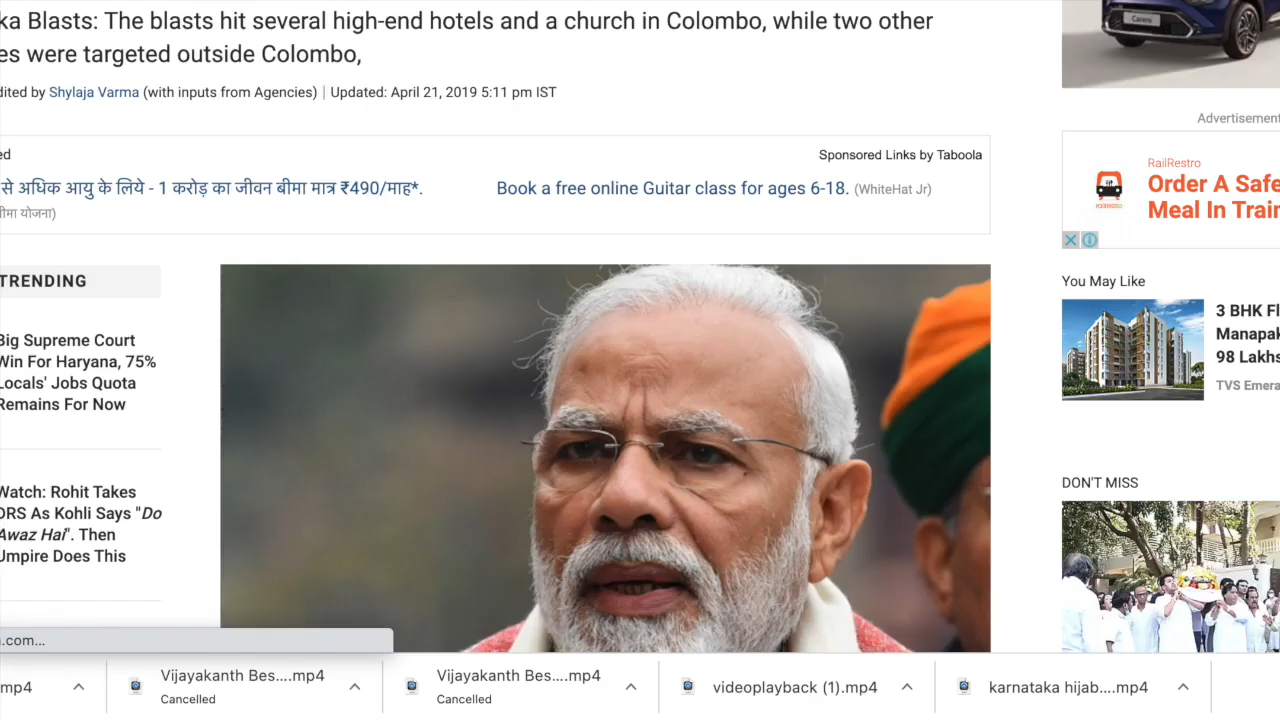 ka Blasts: The blasts hit several high-end hotels and a church in Colombo, while two other
es were targeted outside Colombo,
dited by Shylaja Varma (with inputs from Agencies) | Updated: April 21, 2019 5:11 pm IST
ed
Sponsored Links by Taboola
से अधिक आयु के लिये - 1 करोड़ का जीवन बीमा मात्र ₹490/माह*.
ीमा योजना)
Book a free online Guitar class for ages 6-18. (WhiteHat Jr)
TRENDING
Big Supreme Court
Win For Haryana, 75%
Locals' Jobs Quota
Remains For Now
Watch: Rohit Takes
DRS As Kohli Says "Do
Awaz Hai". Then
Umpire Does This
Carens
Advertisement
RailRestro
Order A Safe
Meal In Train
You May Like
3 BHK Fl
Manapak
98 Lakhs
TVS Emera
DON'T MISS
.com...
mp4
Vijayakanth Bes....mp4
Cancelled
Vijayakanth Bes....mp4
Cancelled
videoplayback (1).mp4
karnataka hijab....mp4